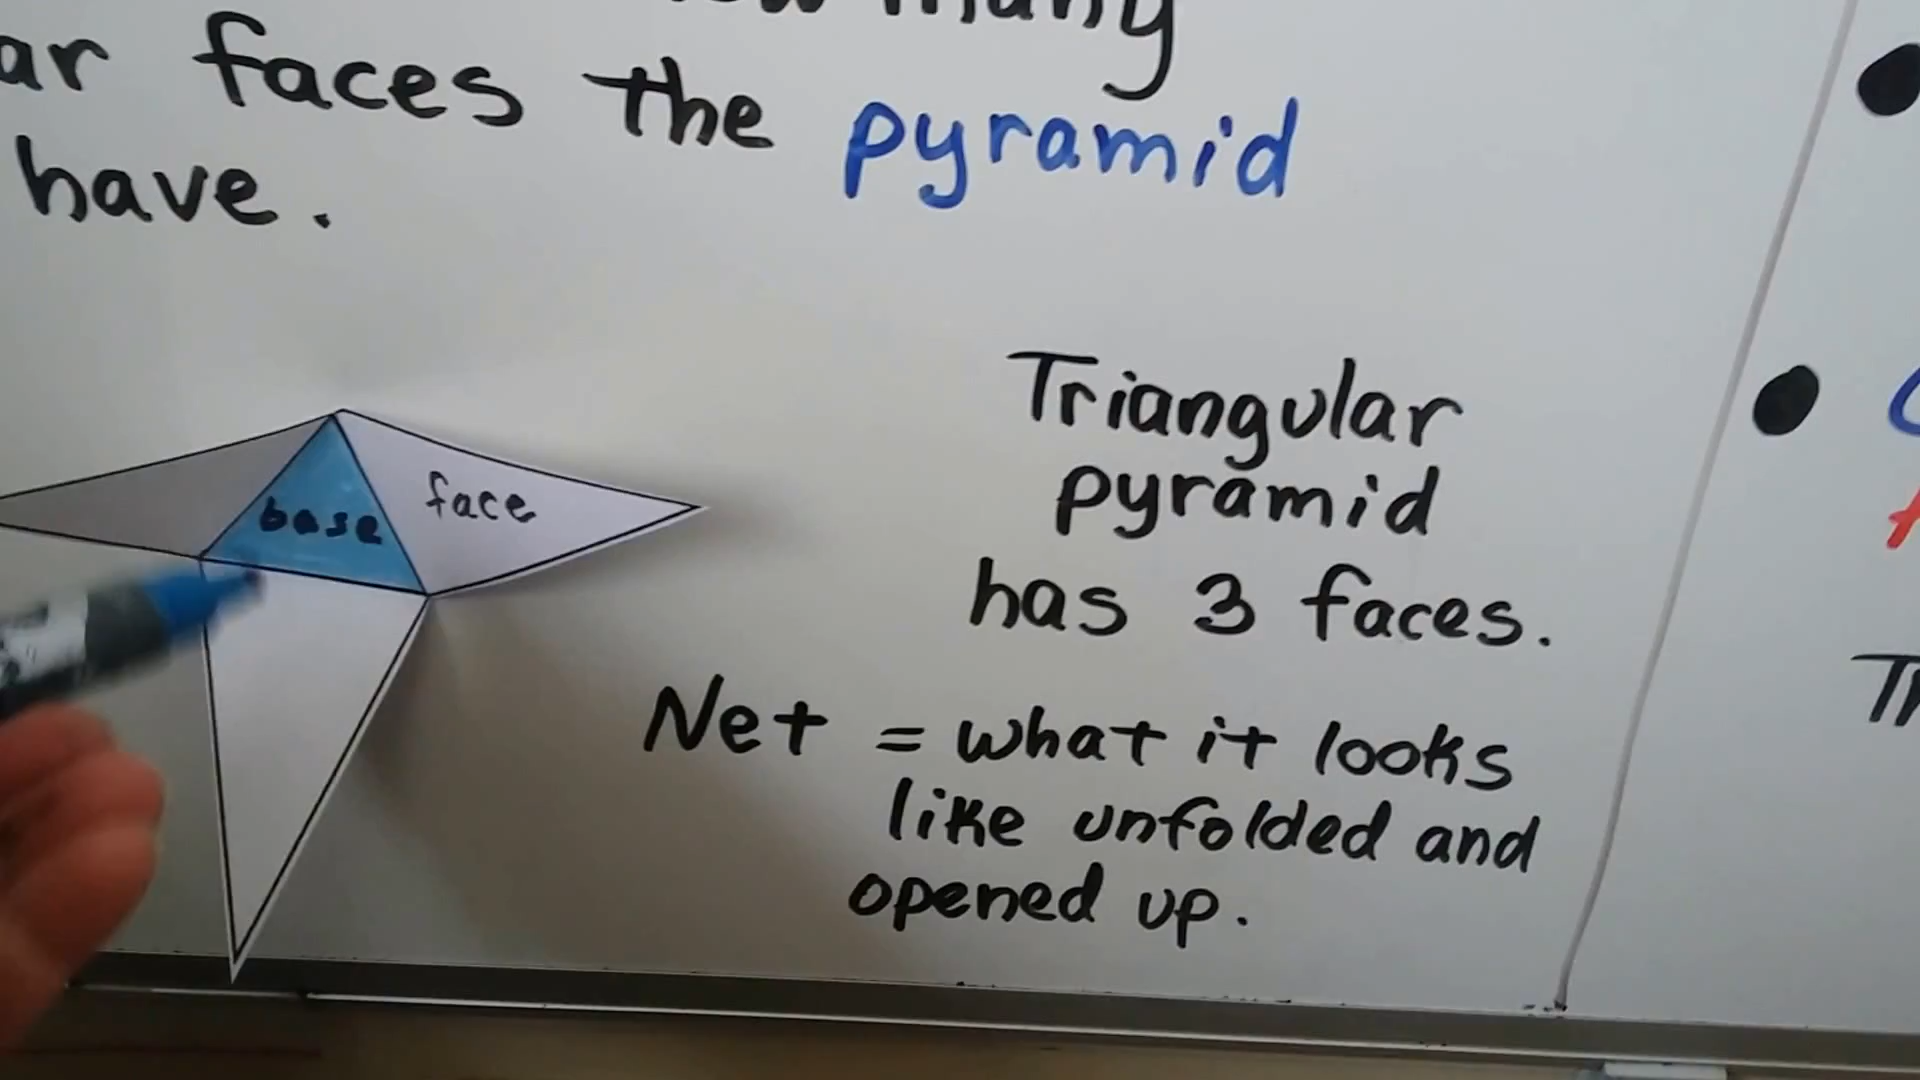 many
faces the pyramid
have.
base
face
Triangular
pyramid
has 3 faces.
Net = what it looks
like unfolded and
opened up.